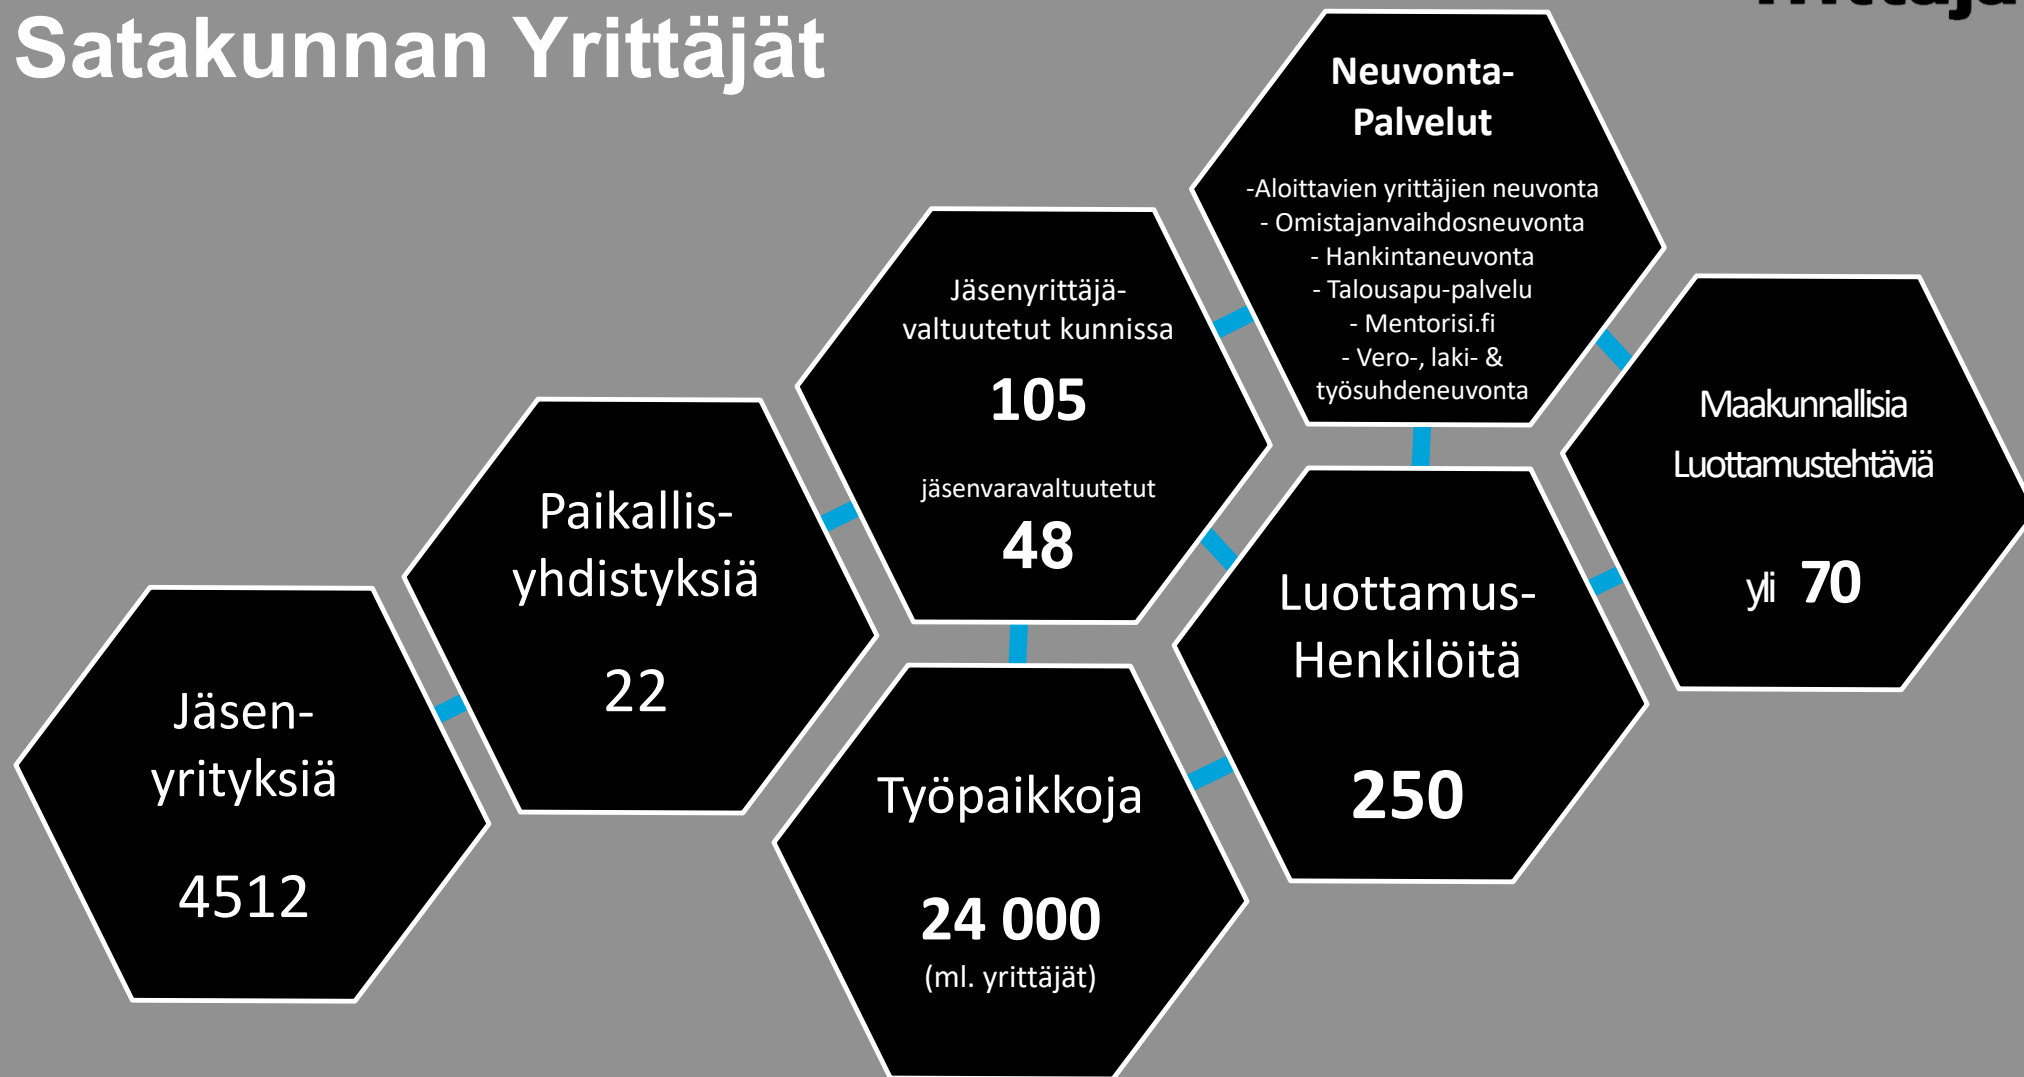 Satakunnan Yrittäjät
Neuvonta-
Palvelut
-Aloittavien yrittäjien neuvonta
- Omistajanvaihdosneuvonta
- Hankintaneuvonta
- Talousapu-palvelu
- Mentorisi.fi
- Vero-, laki- &
työsuhdeneuvonta
Jäsenyrittäjä-
valtuutetut kunnissa
105
jäsenvaravaltuutetut
48
Maakunnallisia
Luottamustehtäviä
yli 70
Paikallis-
yhdistyksiä
22
Luottamus-
Henkilöitä
250
Jäsen-
yrityksiä
4512
Työpaikkoja
24 000
(ml. yrittäjät)